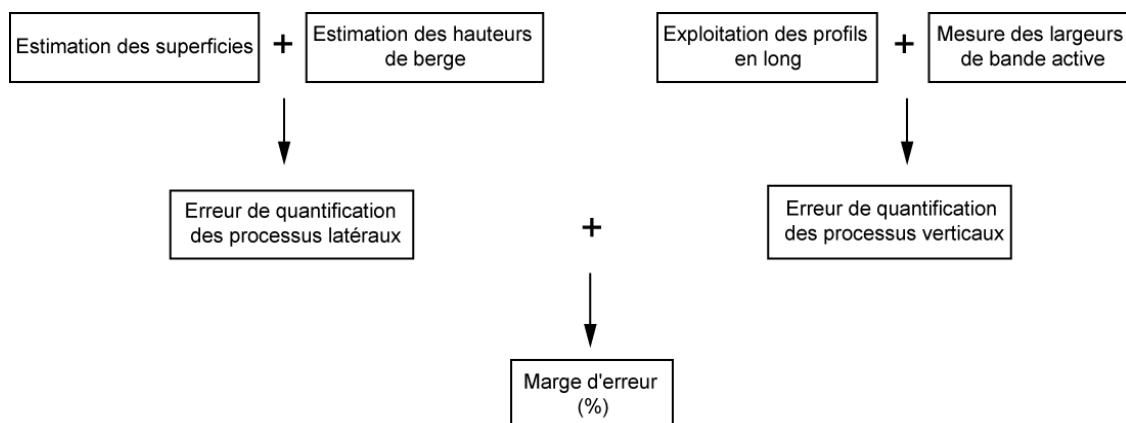 Estimation des superficies
+
Estimation des hauteurs
de berge
Exploitation des profils
en long
+
Mesure des largeurs
de bande active
Erreur de quantification
des processus latéraux
+
Erreur de quantification
des processus verticaux
Marge d'erreur
(%)